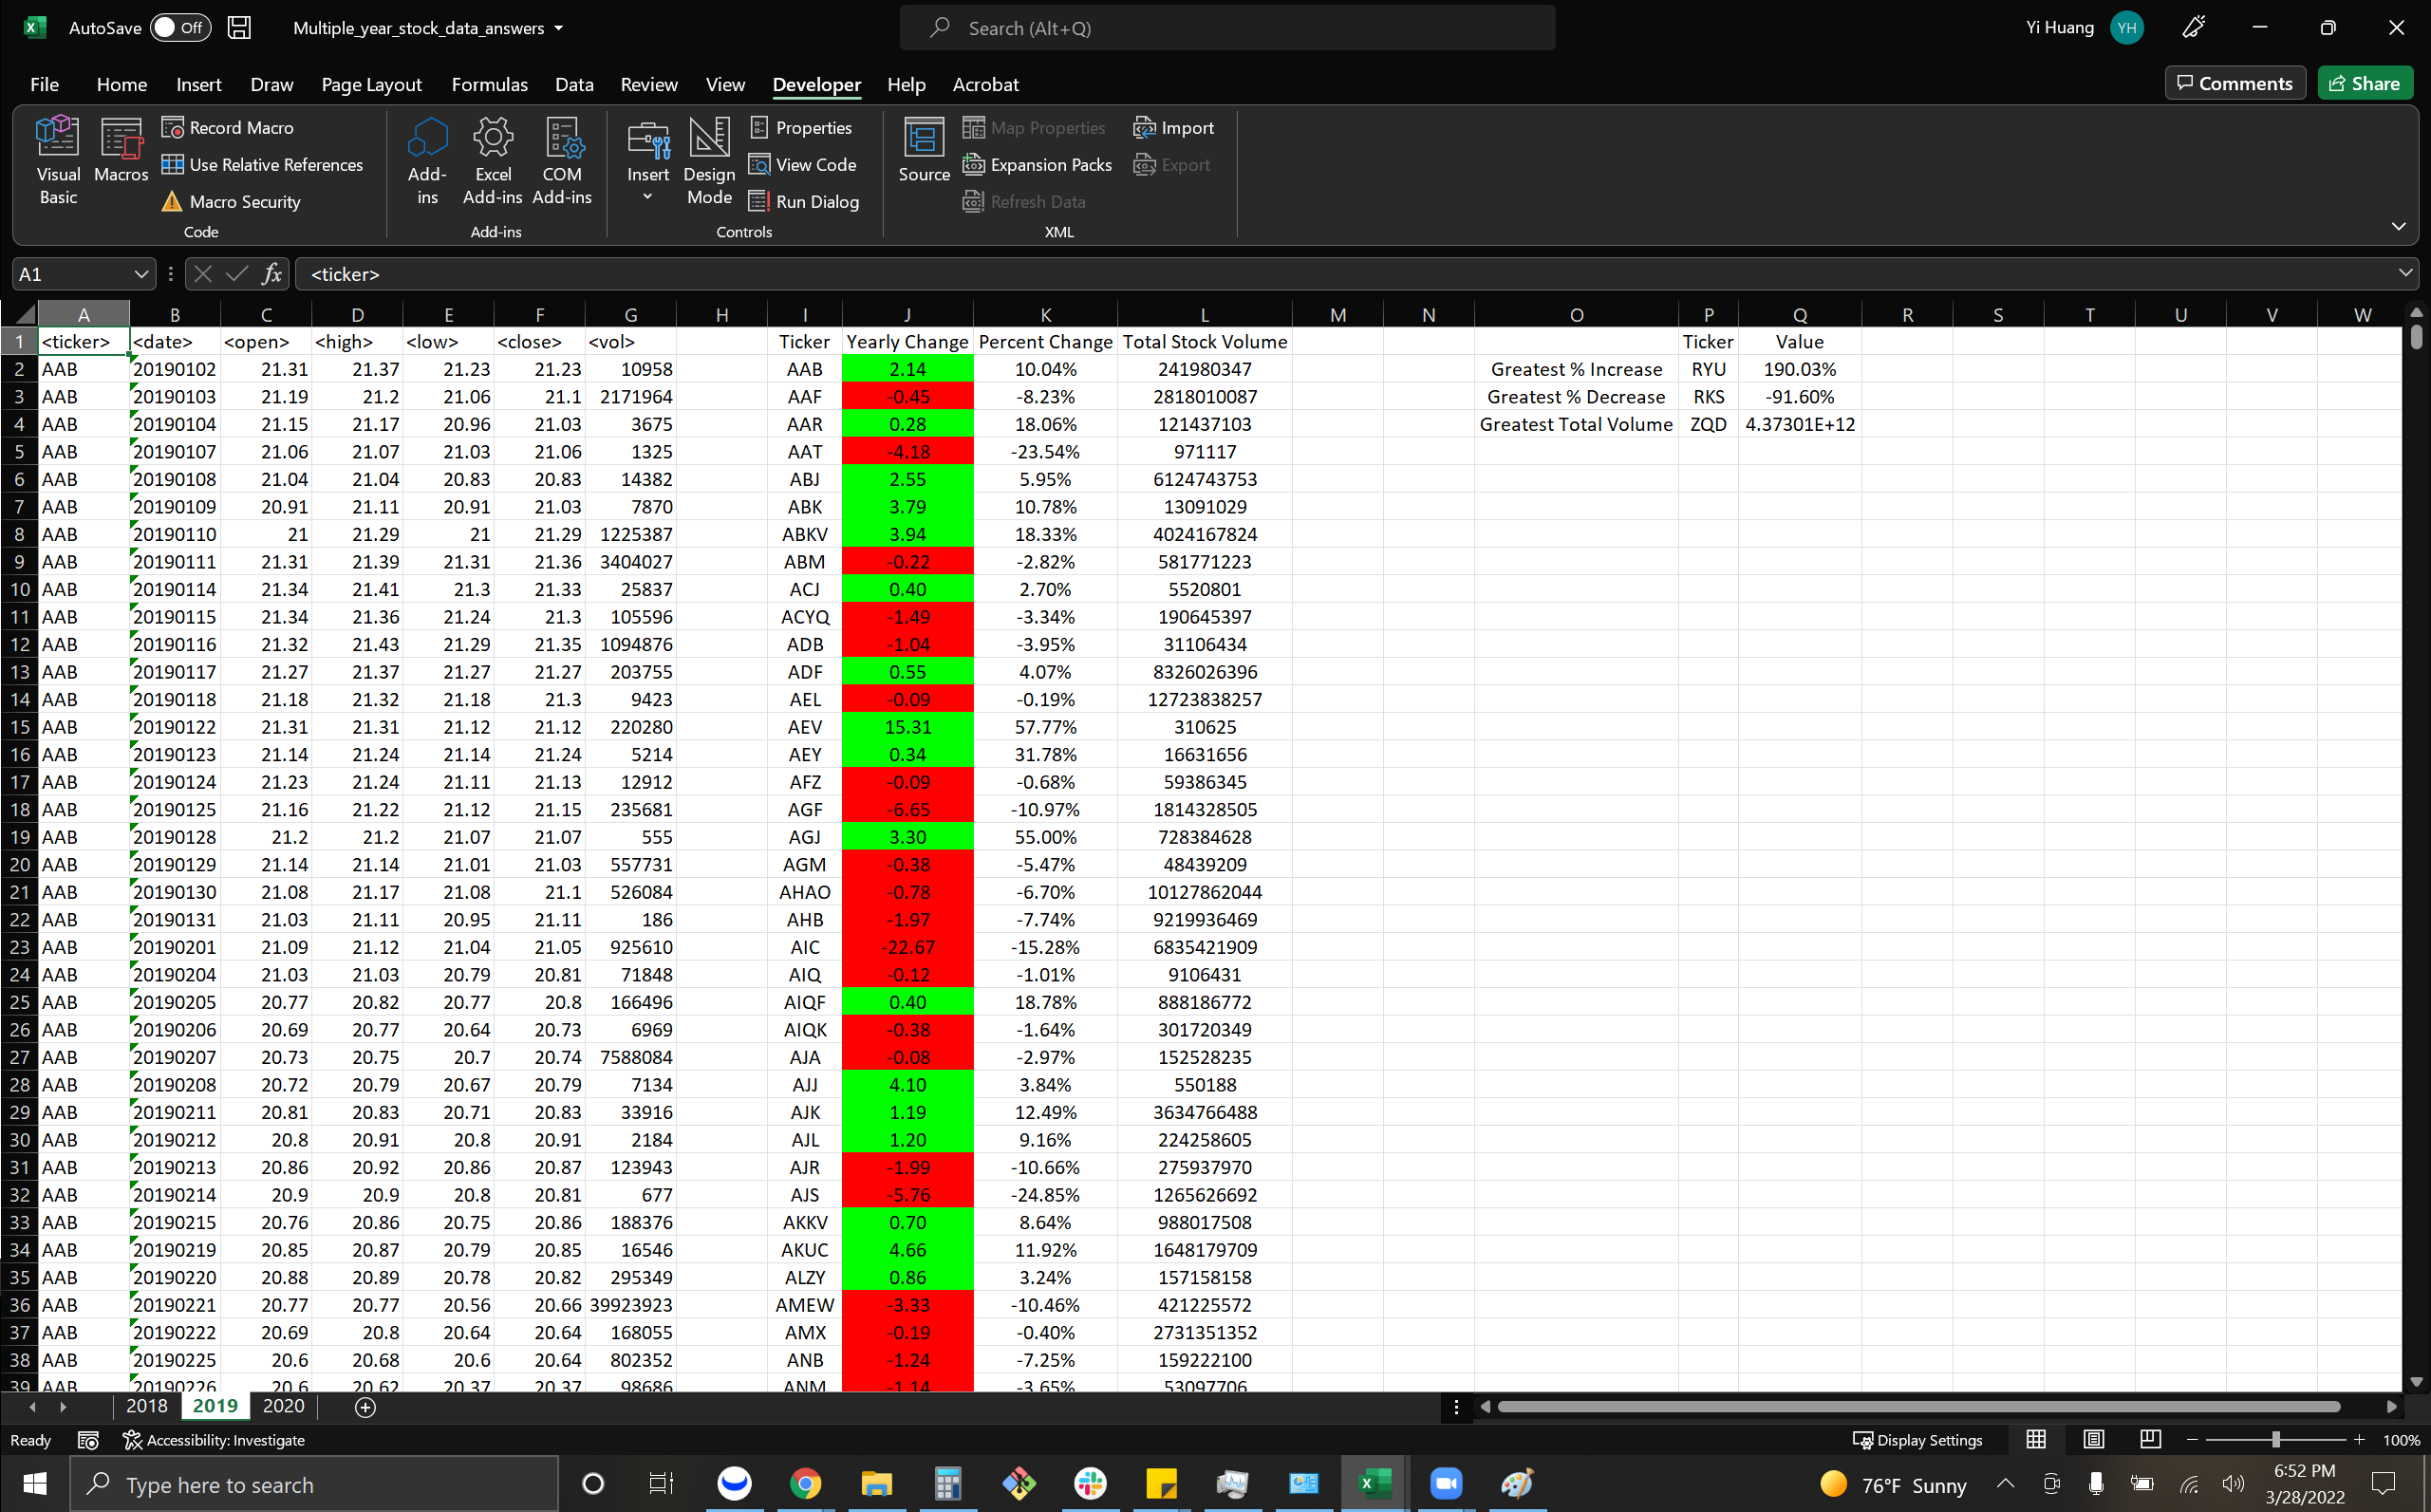 AutoSave Off Multiple_year_stock_data_answers Search (Alt+Q) Yi Huang YH
File Home Insert Draw Page Layout Formulas Data Review View Developer Help Acrobat Comments Share
Visual Basic Macros Record Macro Use Relative References Macro Security Code
Add-ins Excel Add-ins COM Add-ins Add-ins
Insert Design Mode Properties View Code Run Dialog Controls
Source Map Properties Expansion Packs Refresh Data Import Export XML
A1 fx <ticker>
A B C D E F G H I J K L M N O P Q R S T U V W
1 <ticker> <date> <open> <high> <low> <close> <vol> Ticker Yearly Change Percent Change Total Stock Volume Ticker Value
2 AAB 20190102 21.31 21.37 21.23 21.23 10958 AAB 2.14 10.04% 241980347 Greatest % Increase RYU 190.03%
3 AAB 20190103 21.19 21.2 21.06 21.1 2171964 AAF -0.45 -8.23% 2818010087 Greatest % Decrease RKS -91.60%
4 AAB 20190104 21.15 21.17 20.96 21.03 3675 AAR 0.28 18.06% 121437103 Greatest Total Volume ZQD 4.37301E+12
5 AAB 20190107 21.06 21.07 21.03 21.06 1325 AAT -4.18 -23.54% 971117
6 AAB 20190108 21.04 21.04 20.83 20.83 14382 ABJ 2.55 5.95% 6124743753
7 AAB 20190109 20.91 21.11 20.91 21.03 7870 ABK 3.79 10.78% 13091029
8 AAB 20190110 21 21.29 21 21.29 1225387 ABKV 3.94 18.33% 4024167824
9 AAB 20190111 21.31 21.39 21.31 21.36 3404027 ABM -0.22 -2.82% 581771223
10 AAB 20190114 21.34 21.41 21.3 21.33 25837 ACJ 0.40 2.70% 5520801
11 AAB 20190115 21.34 21.36 21.24 21.3 105596 ACYQ -1.49 -3.34% 190645397
12 AAB 20190116 21.32 21.43 21.29 21.35 1094876 ADB -1.04 -3.95% 31106434
13 AAB 20190117 21.27 21.37 21.27 21.27 203755 ADF 0.55 4.07% 8326026396
14 AAB 20190118 21.18 21.32 21.18 21.3 9423 AEL -0.09 -0.19% 12723838257
15 AAB 20190122 21.31 21.31 21.12 21.12 220280 AEV 15.31 57.77% 310625
16 AAB 20190123 21.14 21.24 21.14 21.24 5214 AEY 0.34 31.78% 16631656
17 AAB 20190124 21.23 21.24 21.11 21.13 12912 AFZ -0.09 -0.68% 59386345
18 AAB 20190125 21.16 21.22 21.12 21.15 235681 AGF -6.65 -10.97% 1814328505
19 AAB 20190128 21.2 21.2 21.07 21.07 555 AGJ 3.30 55.00% 728384628
20 AAB 20190129 21.14 21.14 21.01 21.03 557731 AGM -0.38 -5.47% 48439209
21 AAB 20190130 21.08 21.17 21.08 21.1 526084 AHAO -0.78 -6.70% 10127862044
22 AAB 20190131 21.03 21.11 20.95 21.11 186 AHB -1.97 -7.74% 9219936469
23 AAB 20190201 21.09 21.12 21.04 21.05 925610 AIC -22.67 -15.28% 6835421909
24 AAB 20190204 21.03 21.03 20.79 20.81 71848 AIQ -0.12 -1.01% 9106431
25 AAB 20190205 20.77 20.82 20.77 20.8 166496 AIQF 0.40 18.78% 888186772
26 AAB 20190206 20.69 20.77 20.64 20.73 6969 AIQK -0.38 -1.64% 301720349
27 AAB 20190207 20.73 20.75 20.7 20.74 7588084 AJA -0.08 -2.97% 152528235
28 AAB 20190208 20.72 20.79 20.67 20.79 7134 AJJ 4.10 3.84% 550188
29 AAB 20190211 20.81 20.83 20.71 20.83 33916 AJK 1.19 12.49% 3634766488
30 AAB 20190212 20.8 20.91 20.8 20.91 2184 AJL 1.20 9.16% 224258605
31 AAB 20190213 20.86 20.92 20.86 20.87 123943 AJR -1.99 -10.66% 275937970
32 AAB 20190214 20.9 20.9 20.8 20.81 677 AJS -5.76 -24.85% 1265626692
33 AAB 20190215 20.76 20.86 20.75 20.86 188376 AKKV 0.70 8.64% 988017508
34 AAB 20190219 20.85 20.87 20.79 20.85 16546 AKUC 4.66 11.92% 1648179709
35 AAB 20190220 20.88 20.89 20.78 20.82 295349 ALZY 0.86 3.24% 157158158
36 AAB 20190221 20.77 20.77 20.56 20.66 39923923 AMEW -3.33 -10.46% 421225572
37 AAB 20190222 20.69 20.8 20.64 20.64 168055 AMX -0.19 -0.40% 2731351352
38 AAB 20190225 20.6 20.68 20.6 20.64 802352 ANB -1.24 -7.25% 159222100
39 AAB 20190226 20.6 20.62 20.37 20.37 98686 ANM -1.14 -3.65% 53097706
2018 2019 2020
Ready Accessibility: Investigate Display Settings 100%
Type here to search 76°F Sunny 6:52 PM
3/28/2022